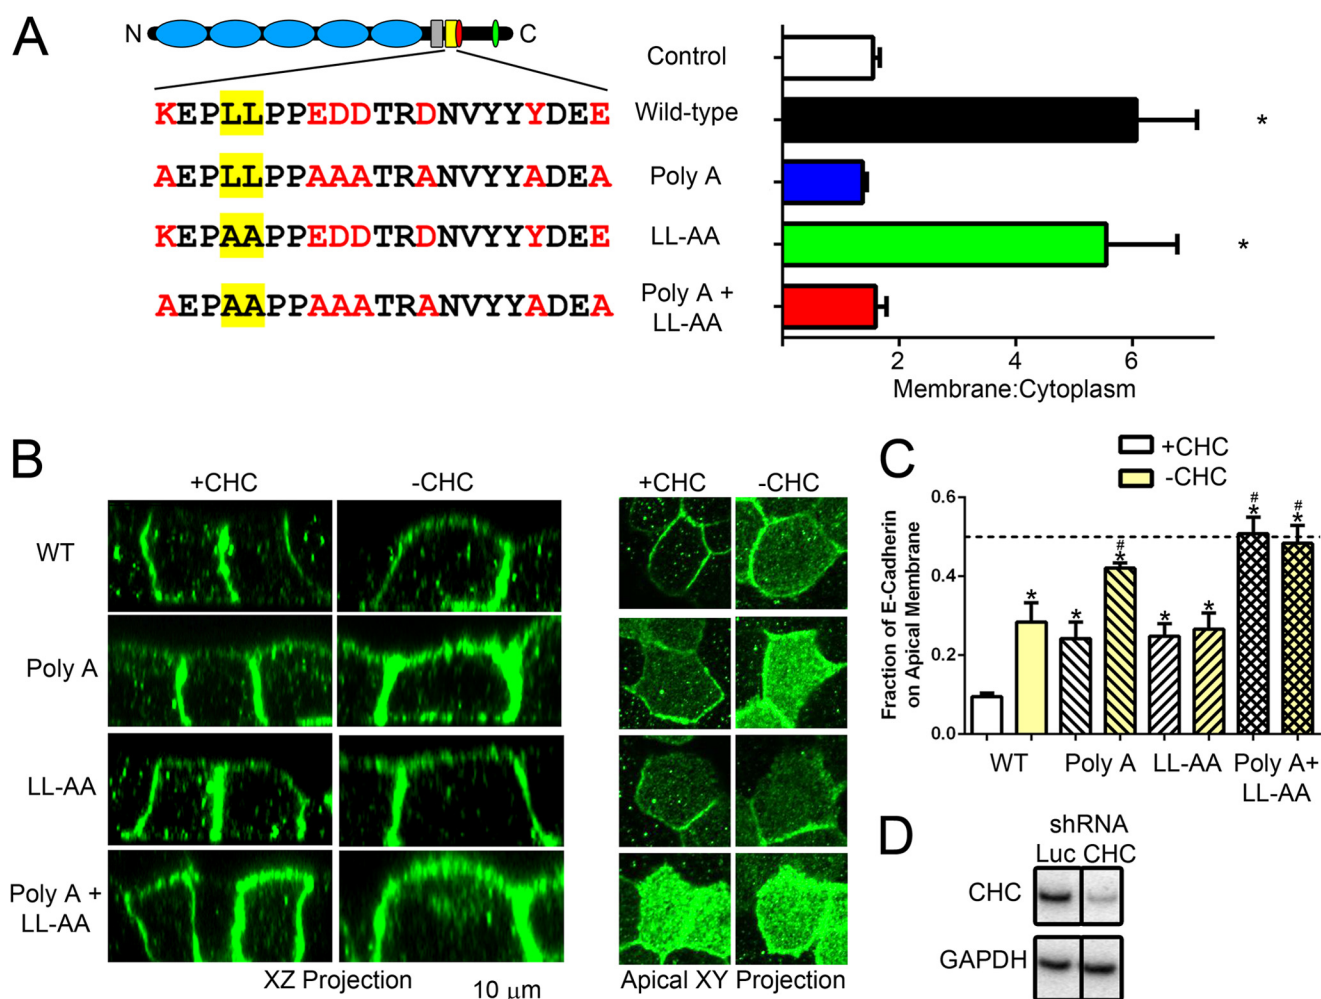 A
N
C
KEPLLPPEDDTRDNVYYYDEE
AEPLLPPAAATRANVYYADEA
KEPAAPPEDDTRDNVYYYDEE
AEPAAPPAAATRANVYYADEA
Control
Wild-type
*
Poly A
LL-AA
*
Poly A +
LL-AA
2 4 6
Membrane:Cytoplasm
B
+CHC -CHC +CHC -CHC
WT
Poly A
LL-AA
Poly A +
LL-AA
XZ Projection
10 μm
Apical XY Projection
C
+CHC
-CHC
Fraction of E-Cadherin
on Apical Membrane
0.6
0.4
0.2
0.0
* * #* * * #* #*
WT Poly A LL-AA Poly A+
LL-AA
D
shRNA
Luc CHC
CHC
GAPDH